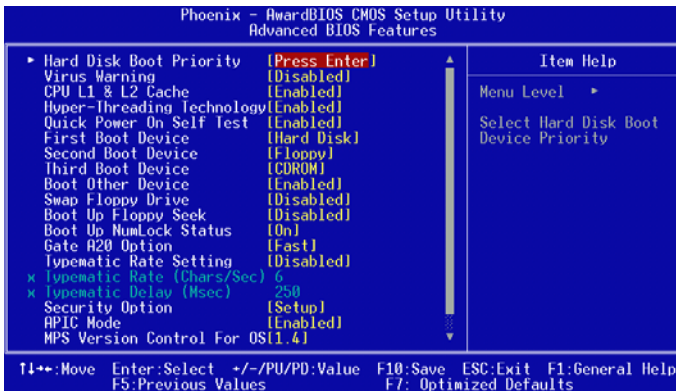 Phoenix - AwardBIOS CMOS Setup Utility
Advanced BIOS Features
▸ Hard Disk Boot Priority [Press Enter]
Virus Warning [Disabled]
CPU L1 & L2 Cache [Enabled]
Hyper-Threading Technology[Enabled]
Quick Power On Self Test [Enabled]
First Boot Device [Hard Disk]
Second Boot Device [Floppy]
Third Boot Device [CDROM]
Boot Other Device [Enabled]
Swap Floppy Drive [Disabled]
Boot Up Floppy Seek [Disabled]
Boot Up NumLock Status [On]
Gate A20 Option [Fast]
Typematic Rate Setting [Disabled]
x Typematic Rate (Chars/Sec) 6
x Typematic Delay (Msec) 250
Security Option [Setup]
APIC Mode [Enabled]
MPS Version Control For OS[1.4]
Item Help
Menu Level ▸
Select Hard Disk Boot
Device Priority
↑↓→←:Move Enter:Select +/-/PU/PD:Value F10:Save ESC:Exit F1:General Help
F5:Previous Values F7: Optimized Defaults